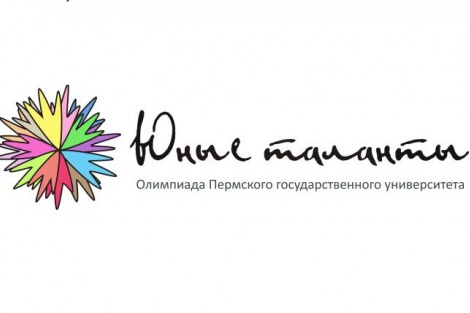 Юные таланты
Олимпиада Пермского государственного университета